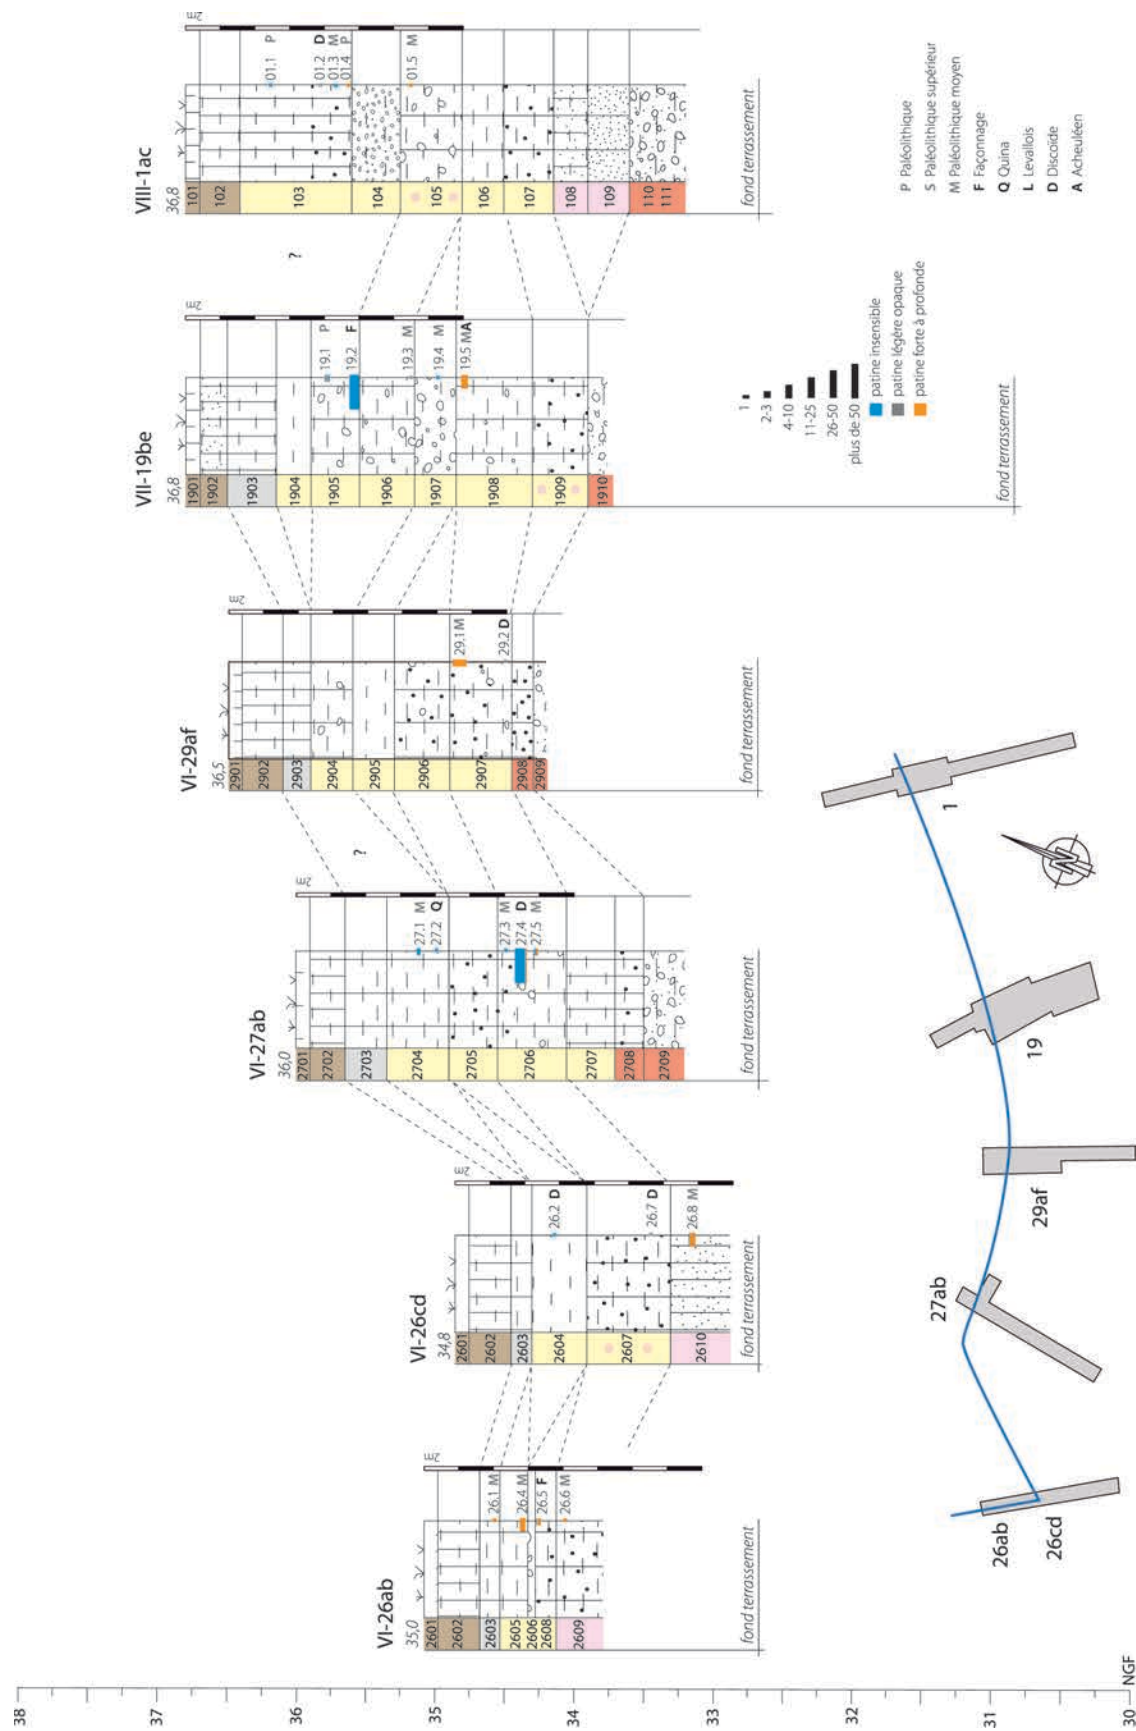 VI-26ab
35,0
2601
2602
2603
2605
2606
2608
2609
2m
26.1 M
26.4 M
26.5 F
26.6 M
fond terrassement
VI-26cd
34,8
2601
2602
2603
2604
2607
2610
2m
26.2 D
26.7 D
26.8 M
fond terrassement
VI-27ab
36,0
2701
2702
2703
2704
2705
2706
2707
2708
2709
2m
27.1 M
27.2 Q
27.3 M
27.4 D
27.5 M
fond terrassement
?
VI-29af
36,5
2901
2902
2903
2904
2905
2906
2907
2908
2909
2m
29.1 M
29.2 D
fond terrassement
VII-19be
36,8
1901
1902
1903
1904
1905
1906
1907
1908
1909
1910
2m
19.1 P
19.2 F
19.3 M
19.4 M
19.5 MA
fond terrassement
?
VIII-1ac
36,8
101
102
103
104
105
106
107
108
109
110
111
2m
01.1 P
01.2 D
01.3 M
01.4 P
01.5 M
fond terrassement
38
37
36
35
34
33
32
31
30 NGF
26ab
26cd
27ab
29af
19
1
N
1
2-3
4-10
11-25
26-50
plus de 50
patine insensible
patine légère opaque
patine forte à profonde
P Paléolithique
S Paléolithique supérieur
M Paléolithique moyen
F Façonnage
Q Quina
L Levallois
D Discoïde
A Acheuléen